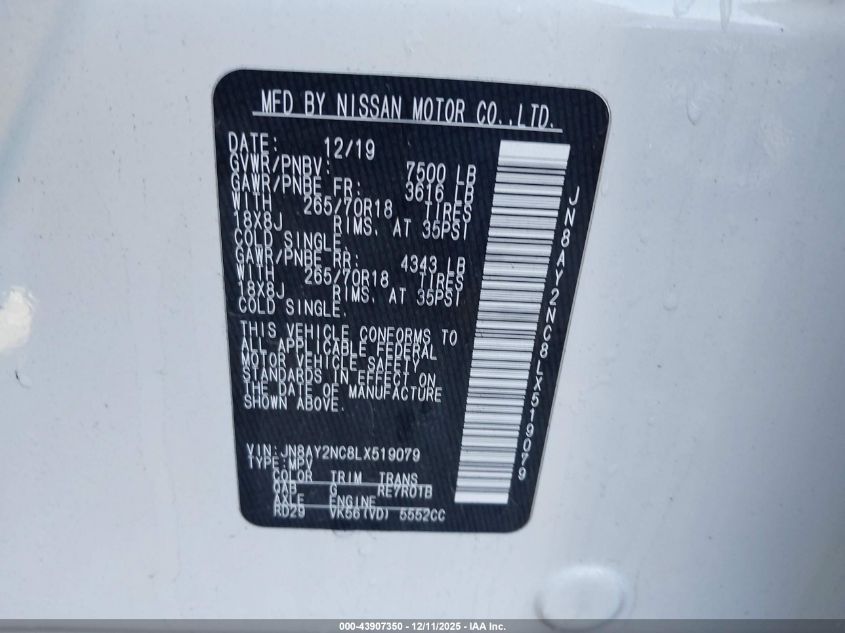 MFD BY NISSAN MOTOR CO.,LTD.
DATE: 12/19
GVWR/PNBV: 7500 LB
GAWR/PNBE FR: 3616 LB
WITH 265/70R18 TIRES
18X8J RIMS. AT 35PSI
COLD SINGLE.
GAWR/PNBE RR: 4343 LB
WITH 265/70R18 TIRES
18X8J RIMS. AT 35PSI
COLD SINGLE.
THIS VEHICLE CONFORMS TO
ALL APPLICABLE FEDERAL
MOTOR VEHICLE SAFETY
STANDARDS IN EFFECT ON
THE DATE OF MANUFACTURE
SHOWN ABOVE.
VIN:JN8AY2NC8LX519079
TYPE:MPV
COLOR TRIM TRANS
QAB G RE7R01B
AXLE ENGINE
RD29 VK56(VD) 5552CC
JN8AY2NC8LX519079
000-43907350 - 12/11/2025 - IAA Inc.